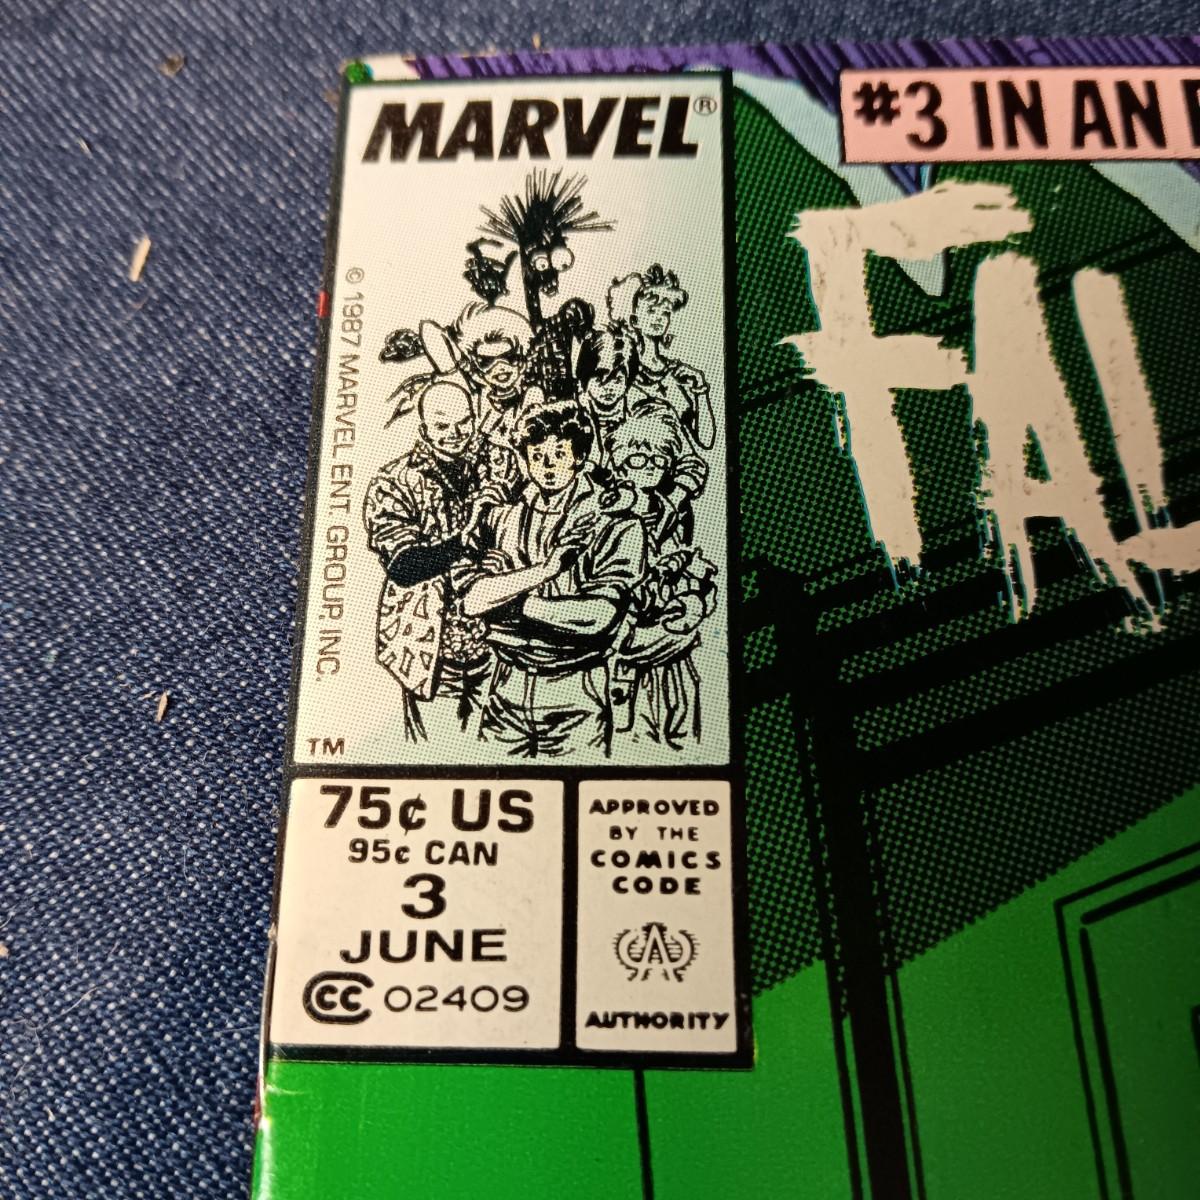 MARVEL®
#3 IN AN
FAL
© 1987 MARVEL ENT. GROUP, INC.
TM
75¢ US
95¢ CAN
3
JUNE
CC 02409
APPROVED
BY THE
COMICS
CODE
A
AUTHORITY